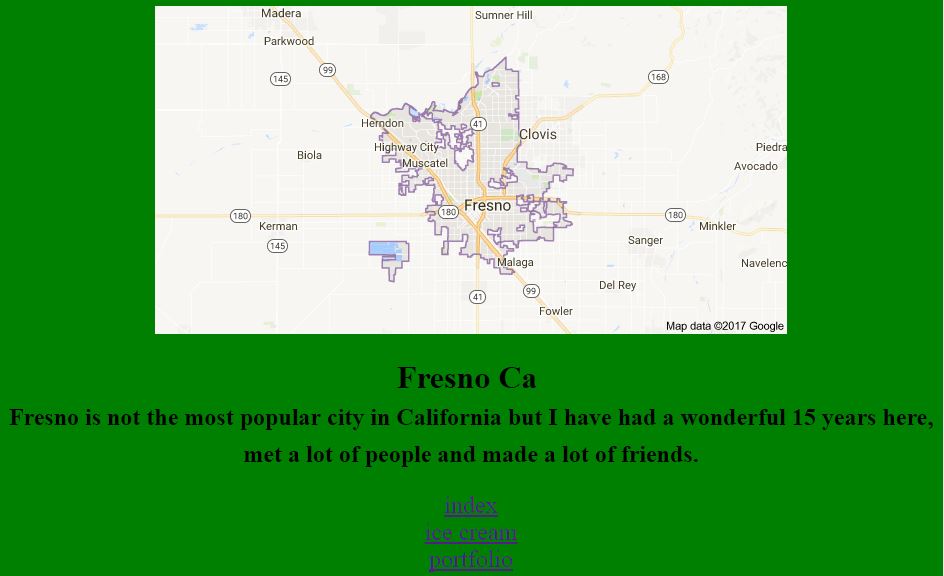 Madera
Sumner Hill
Parkwood
99
145
168
Herndon
41
Clovis
Highway City
Piedra
Biola
Muscatel
Avocado
Fresno
180
180
180
Kerman
Minkler
145
Sanger
Malaga
Navelenc
Del Rey
99
41
Fowler
Map data ©2017 Google
Fresno Ca
Fresno is not the most popular city in California but I have had a wonderful 15 years here,
met a lot of people and made a lot of friends.
index
ice cream
portfolio